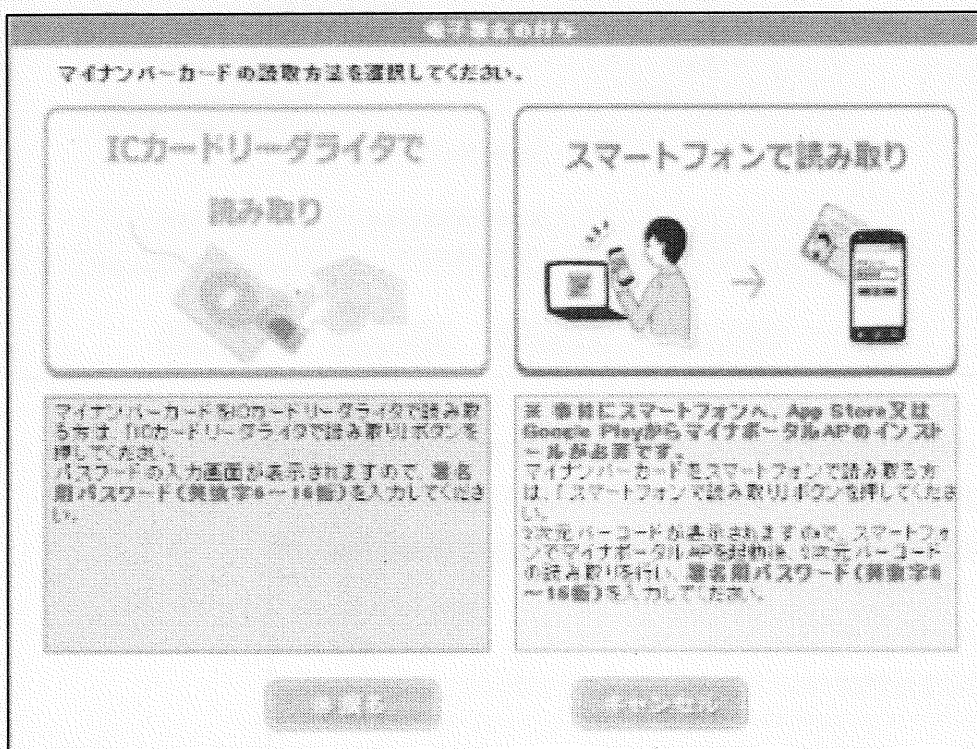 電子署名の付与
マイナンバーカードの読取方法を選択してください。
ICカードリーダライタで
読み取り
スマートフォンで読み取り
マイナンバーカードをICカードリーダライタで読み取
る方は、「ICカードリーダライタで読み取り」ボタンを
押してください。
パスワードの入力画面が表示されますので、署名
用パスワード(英数字6~16桁)を入力してくださ
い。
※ 事前にスマートフォンへ、App Store又は
Google PlayからマイナポータルAPのインスト
ールが必要です。
マイナンバーカードをスマートフォンで読み取る方
は、「スマートフォンで読み取り」ボタンを押してくださ
い。
2次元バーコードが表示されますので、スマートフォ
ンでマイナポータルAPを起動後、2次元バーコード
の読み取りを行い、署名用パスワード(英数字6
~16桁)を入力してください。
キャンセル